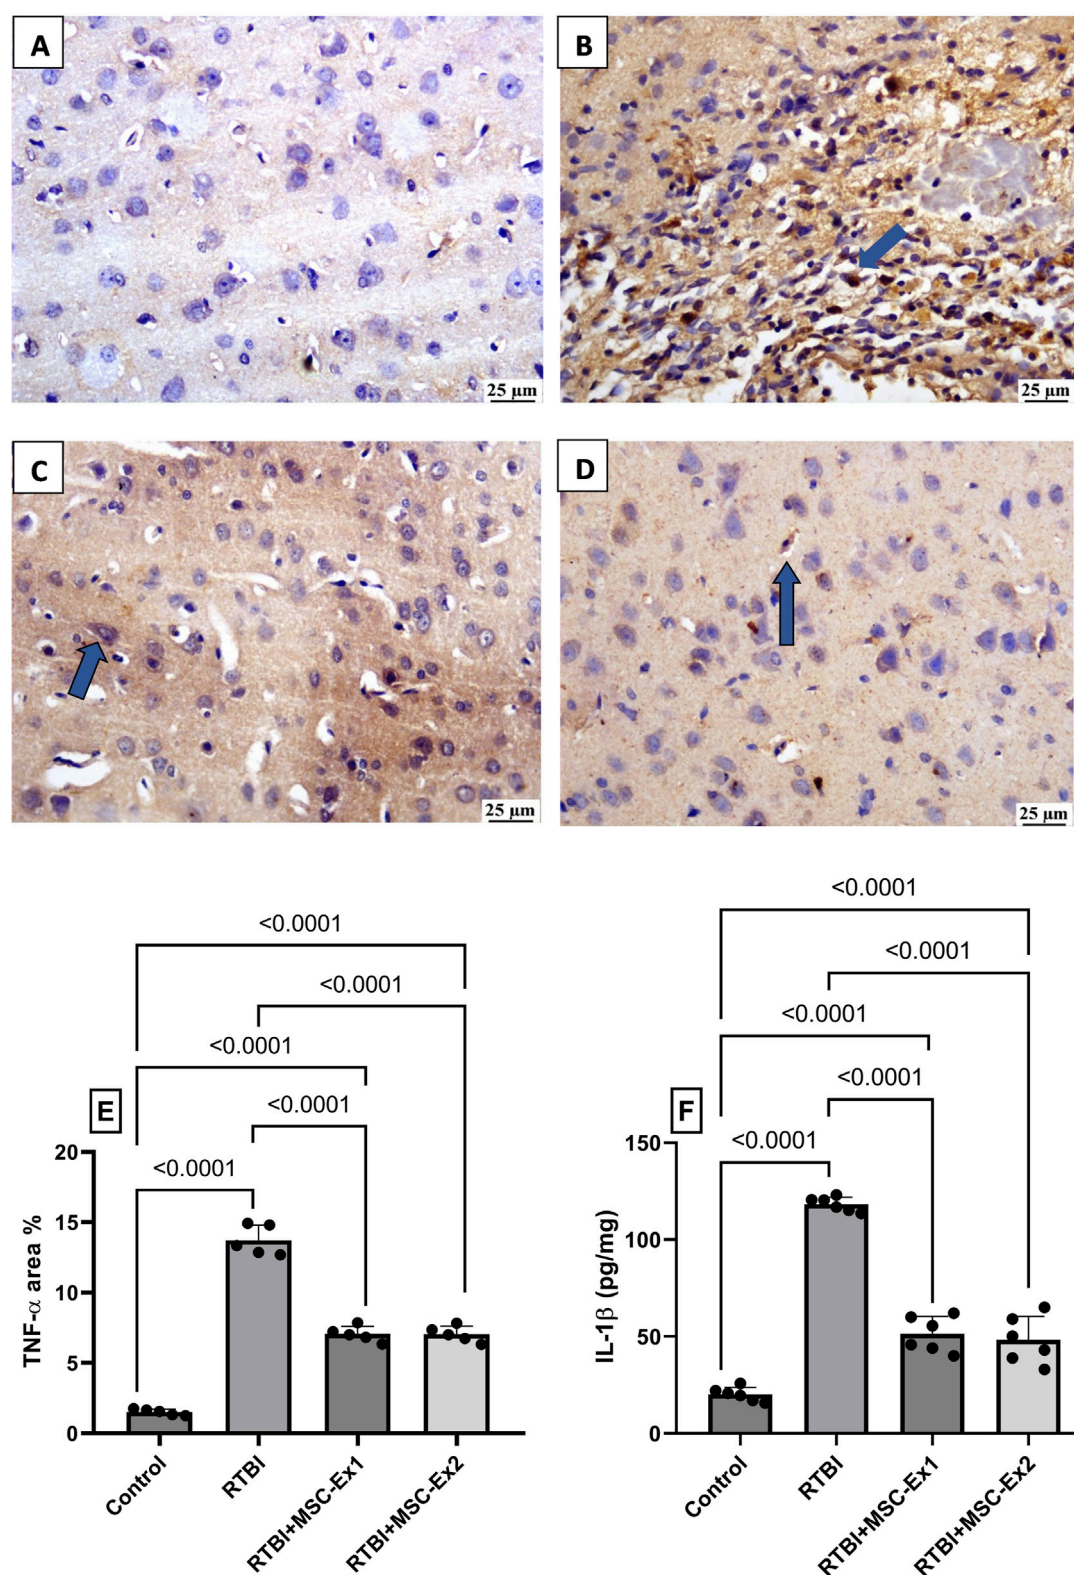 A
B
25 µm
25 µm
C
D
25 µm
25 µm
<0.0001
<0.0001
<0.0001
<0.0001
<0.0001
E
20
15
10
5
0
TNF-α area %
Control
RTBI
RTBI+MSC-Ex1
RTBI+MSC-Ex2
<0.0001
<0.0001
<0.0001
<0.0001
<0.0001
F
150
100
50
0
IL-1β (pg/mg)
Control
RTBI
RTBI+MSC-Ex1
RTBI+MSC-Ex2